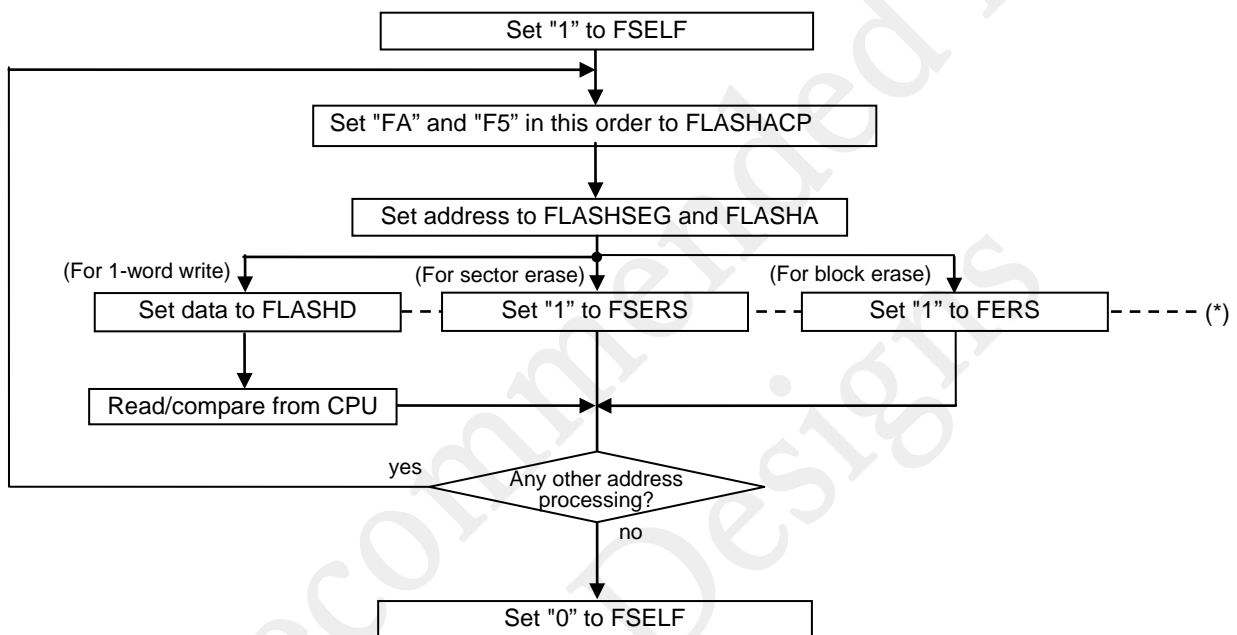 Set "1” to FSELF
Set "FA” and "F5” in this order to FLASHACP
Set address to FLASHSEG and FLASHA
(For 1-word write)
(For sector erase)
(For block erase)
Set data to FLASHD
Set "1” to FSERS
Set "1” to FERS
(*)
Read/compare from CPU
yes
Any other address
processing?
no
Set "0” to FSELF
ecommended
Designs